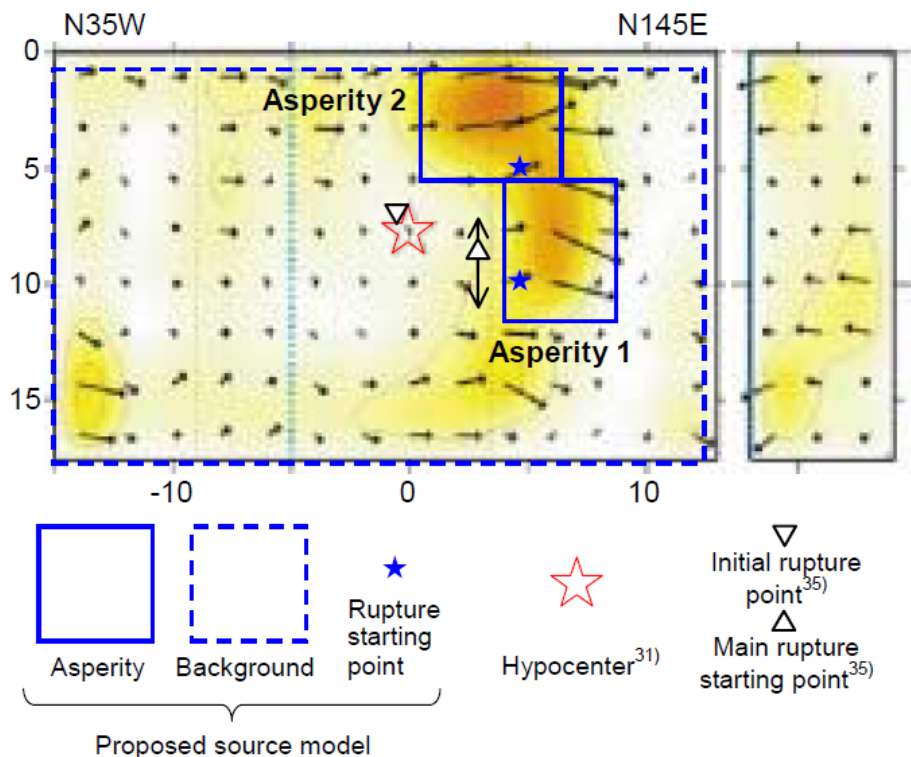 N35W N145E
0
Asperity 2
5
10
Asperity 1
15
-10 0 10
Asperity
Background
Rupture
starting
point
Hypocenter31)
Initial rupture
point35)
Main rupture
starting point35)
Proposed source model